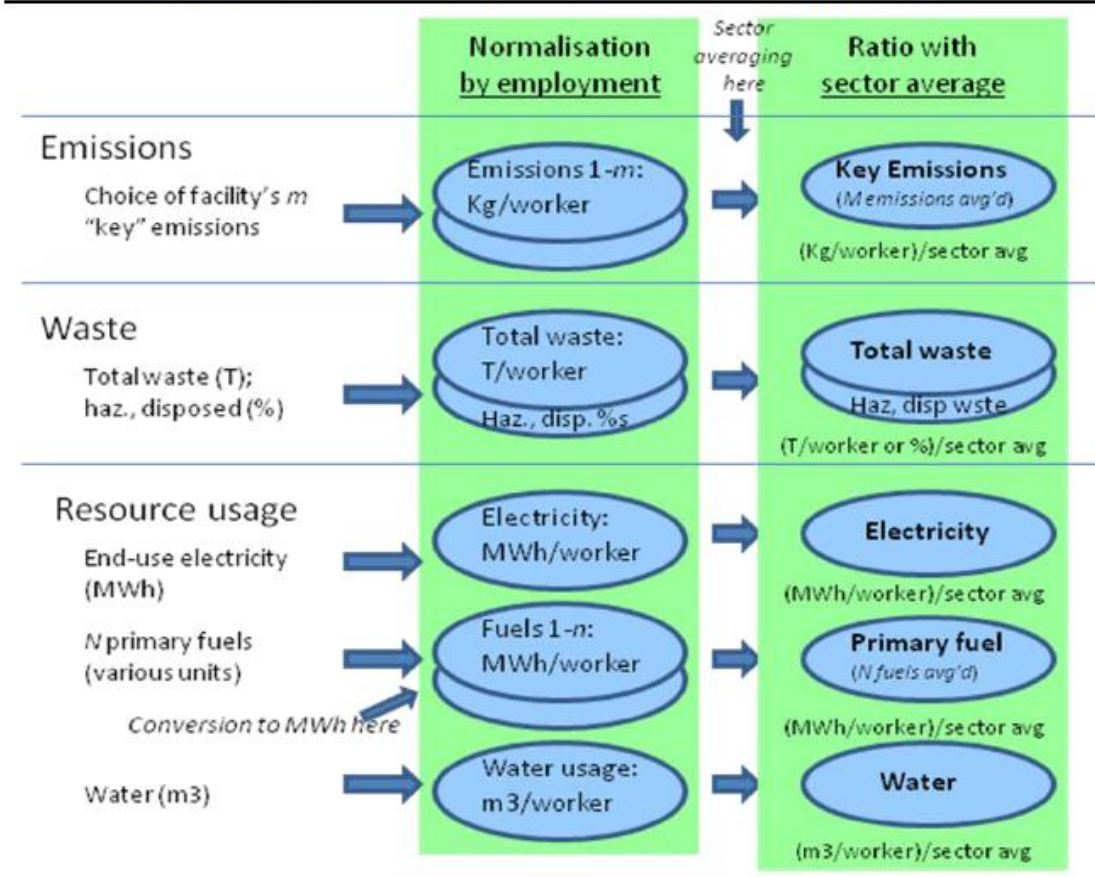 Normalisation
by employment
Sector
averaging
here
Ratio with
sector average
Emissions
Choice of facility's m
"key" emissions
Emissions 1-m:
Kg/worker
Key Emissions
(M emissions avg'd)
(Kg/worker)/sector avg
Waste
Total waste (T);
haz., disposed (%)
Total waste:
T/worker
Haz., disp. %s
Total waste
Haz, disp wste
(T/worker or %)/sector avg
Resource usage
End-use electricity
(MWh)
Electricity:
MWh/worker
Electricity
(MWh/worker)/sector avg
N primary fuels
(various units)
Fuels 1-n:
MWh/worker
Primary fuel
(N fuels avg'd)
Conversion to MWh here
(MWh/worker)/sector avg
Water (m3)
Water usage:
m3/worker
Water
(m3/worker)/sector avg